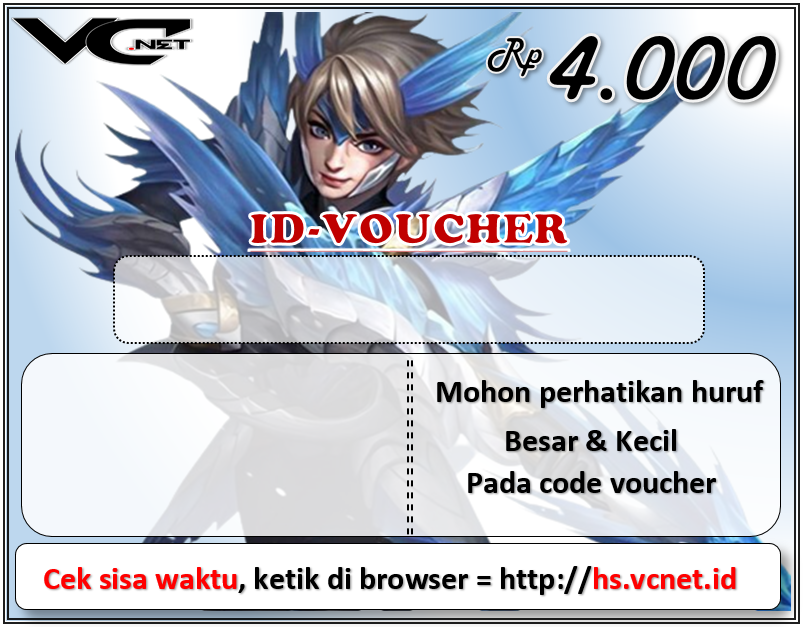 VC.NET
Rp 4.000
ID-VOUCHER
Mohon perhatikan huruf
Besar & Kecil
Pada code voucher
Cek sisa waktu, ketik di browser = http://hs.vcnet.id